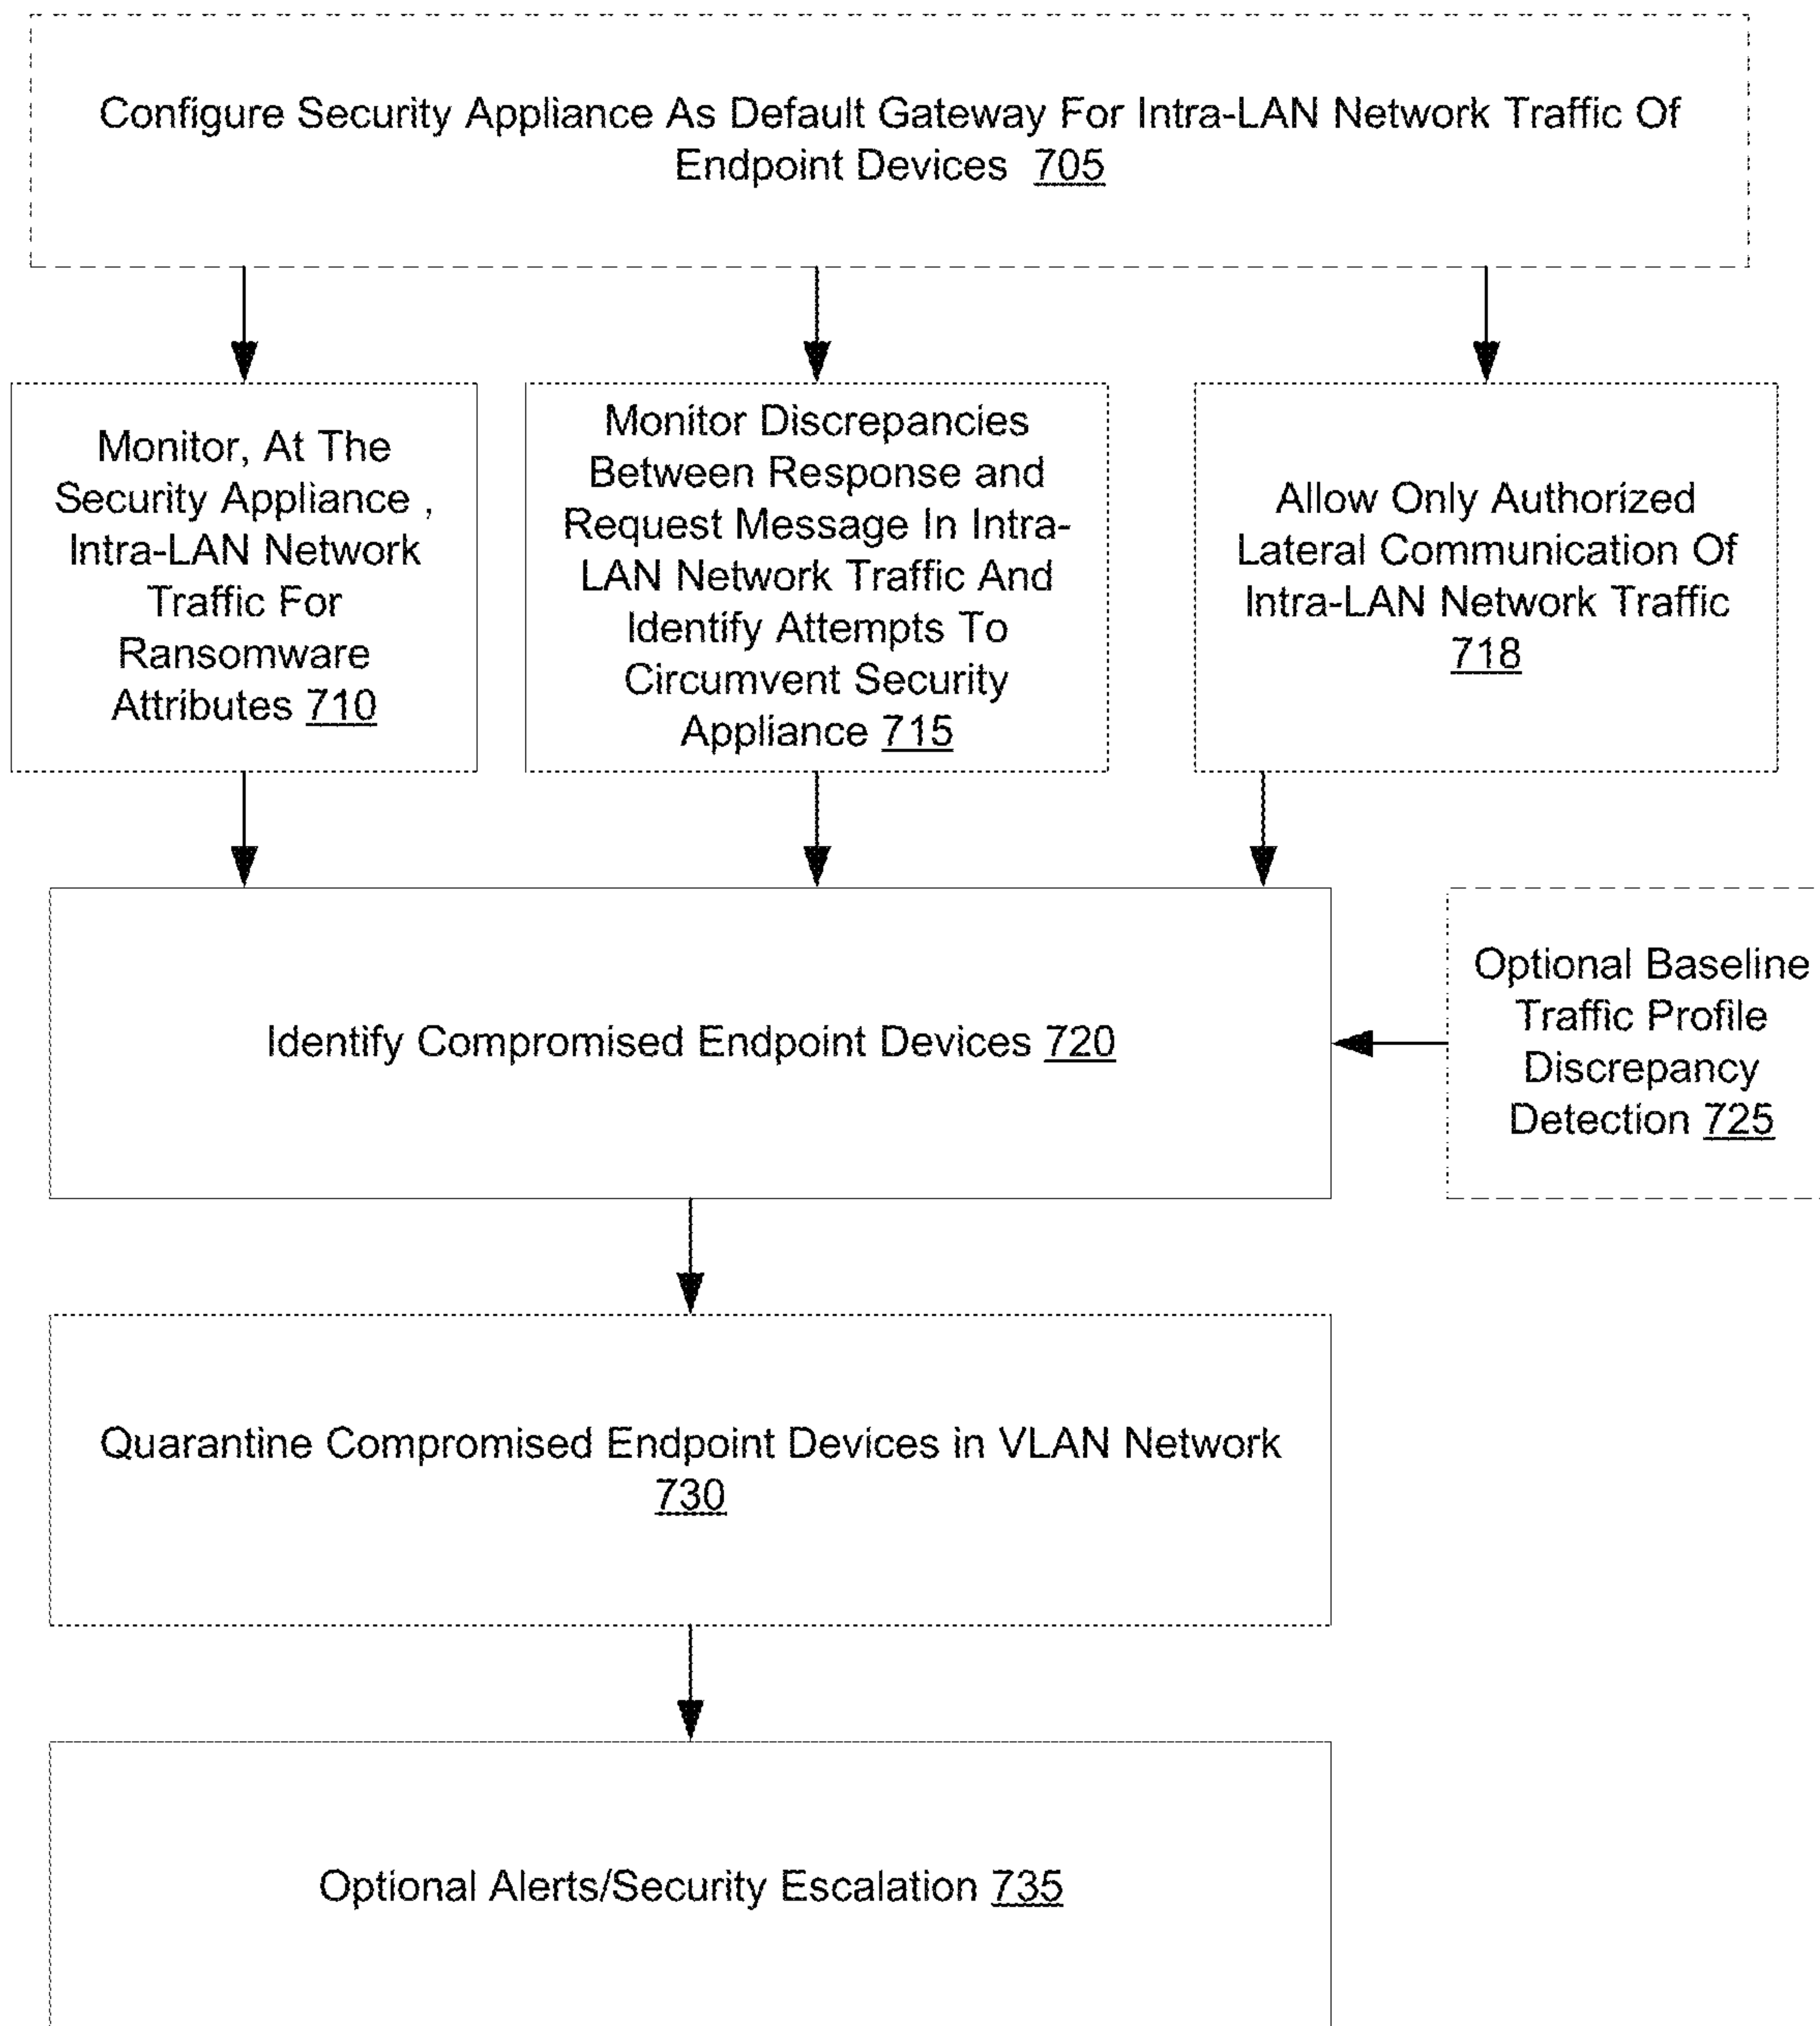 Configure Security Appliance As Default Gateway For Intra-LAN Network Traffic Of
Endpoint Devices 705
Monitor, At The
Security Appliance ,
Intra-LAN Network
Traffic For
Ransomware
Attributes 710
Monitor Discrepancies
Between Response and
Request Message In Intra-
LAN Network Traffic And
Identify Attempts To
Circumvent Security
Appliance 715
Allow Only Authorized
Lateral Communication Of
Intra-LAN Network Traffic
718
Identify Compromised Endpoint Devices 720
Optional Baseline
Traffic Profile
Discrepancy
Detection 725
Quarantine Compromised Endpoint Devices in VLAN Network
730
Optional Alerts/Security Escalation 735